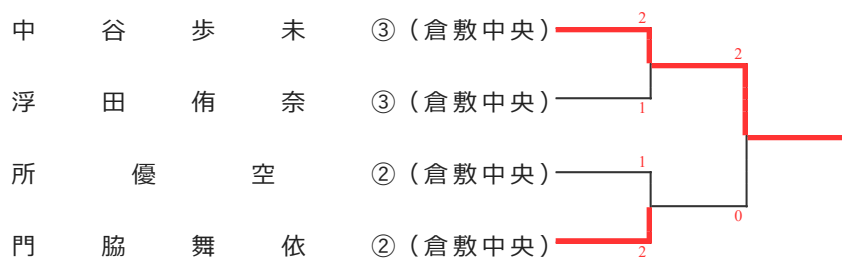 中谷歩未 ③（倉敷中央） 2
2
浮田侑奈 ③（倉敷中央） 1
所優空 ②（倉敷中央） 1
0
門脇舞依 ②（倉敷中央） 2